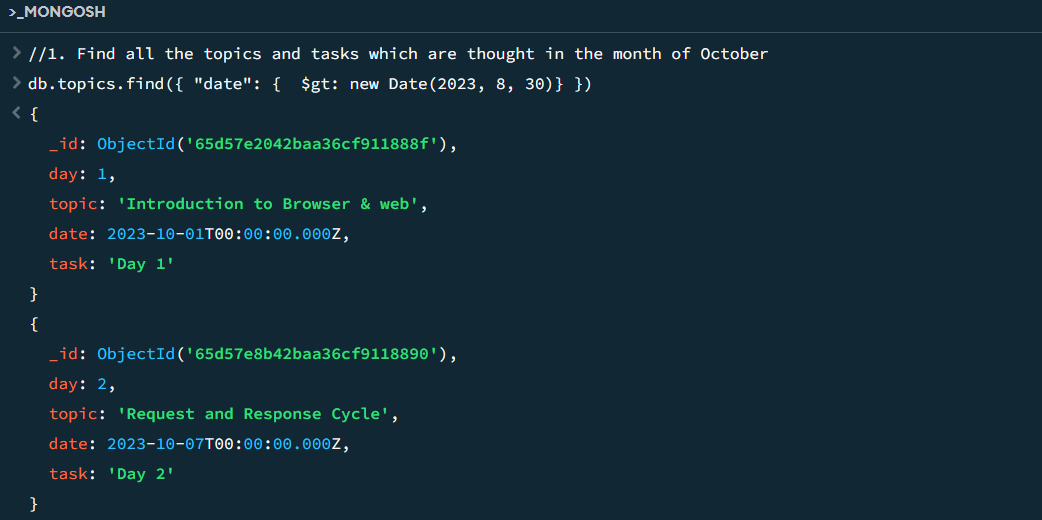 >_MONGOSH
> //1. Find all the topics and tasks which are thought in the month of October
> db.topics.find({ "date": {  $gt: new Date(2023, 8, 30)} })
< {
_id: ObjectId('65d57e2042baa36cf911888f'),
day: 1,
topic: 'Introduction to Browser & web',
date: 2023-10-01T00:00:00.000Z,
task: 'Day 1'
}
{
_id: ObjectId('65d57e8b42baa36cf9118890'),
day: 2,
topic: 'Request and Response Cycle',
date: 2023-10-07T00:00:00.000Z,
task: 'Day 2'
}